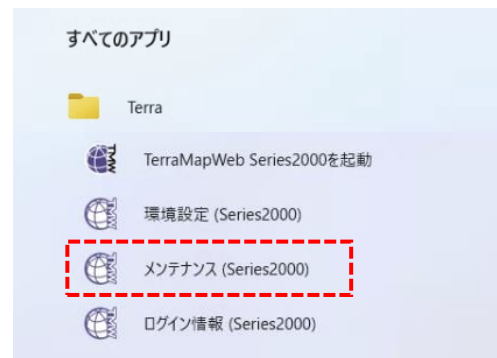 すべてのアプリ
Terra
TerraMapWeb Series2000を起動
環境設定 (Series2000)
メンテナンス (Series2000)
ログイン情報 (Series2000)